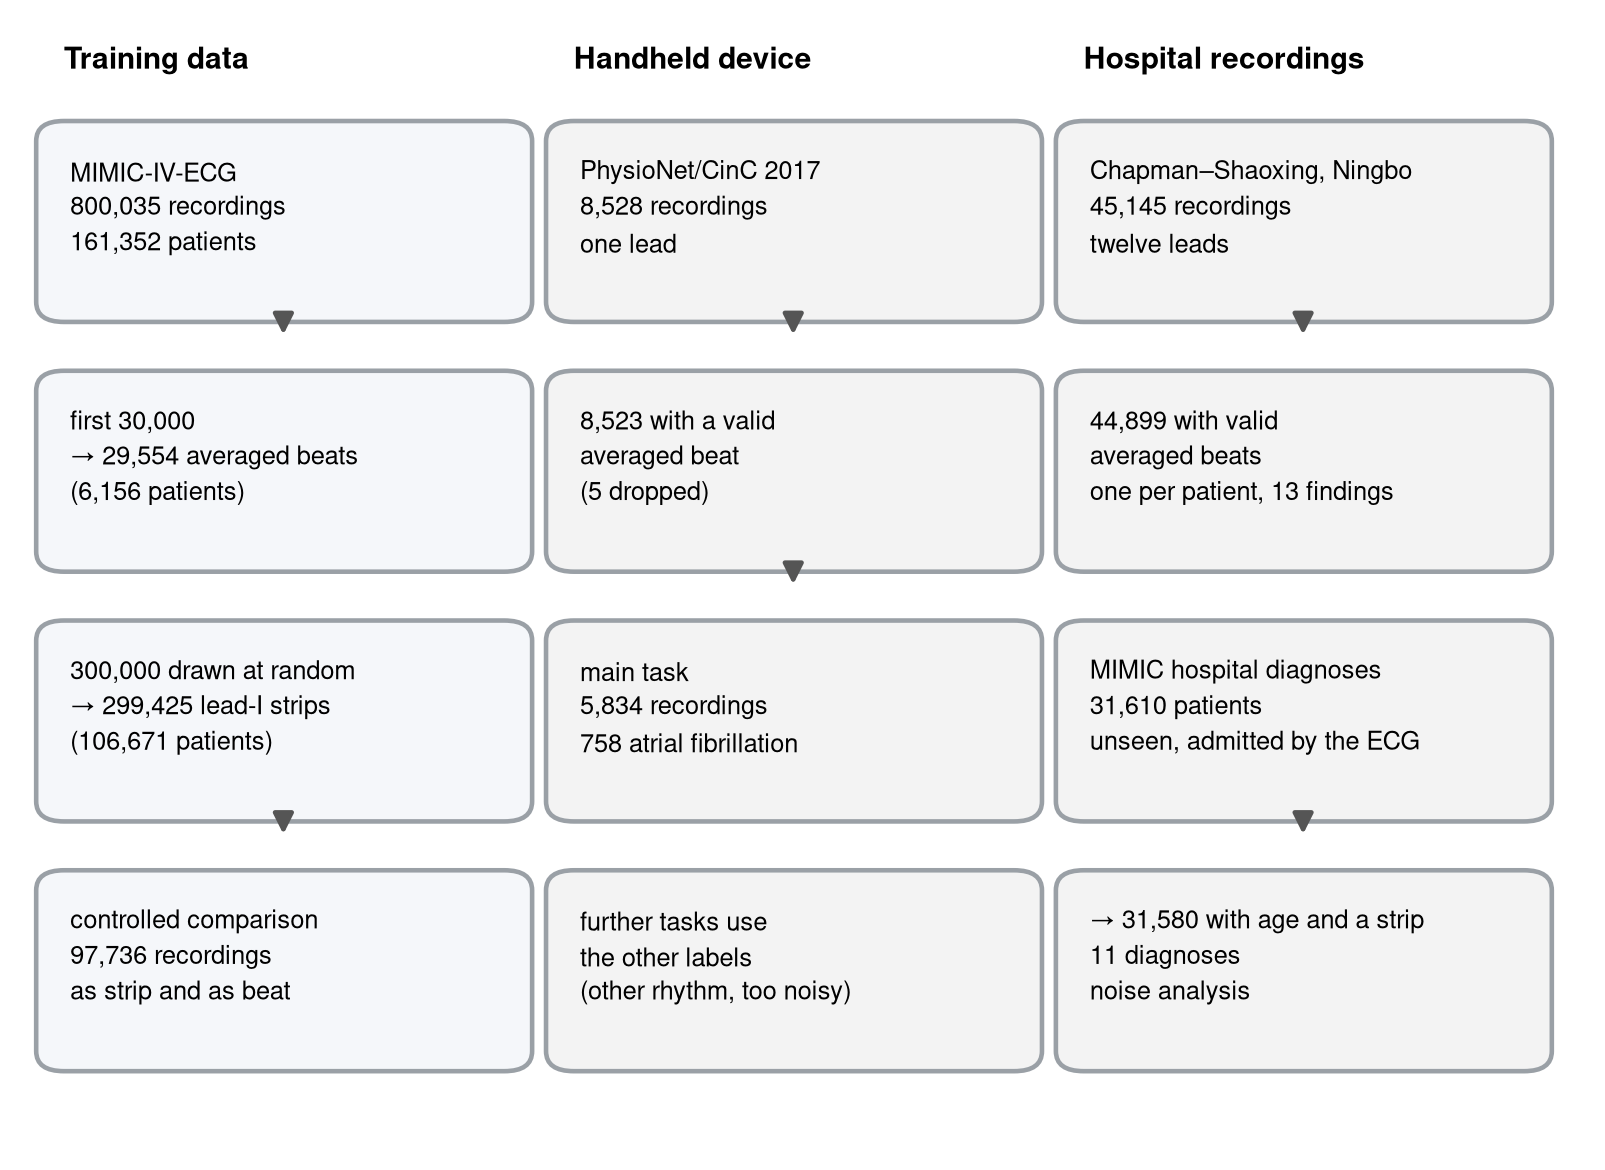 Training data
MIMIC-IV-ECG
800,035 recordings
161,352 patients
first 30,000
→ 29,554 averaged beats
(6,156 patients)
300,000 drawn at random
→ 299,425 lead-I strips
(106,671 patients)
controlled comparison
97,736 recordings
as strip and as beat
Handheld device
PhysioNet/CinC 2017
8,528 recordings
one lead
8,523 with a valid
averaged beat
(5 dropped)
main task
5,834 recordings
758 atrial fibrillation
further tasks use
the other labels
(other rhythm, too noisy)
Hospital recordings
Chapman–Shaoxing, Ningbo
45,145 recordings
twelve leads
44,899 with valid
averaged beats
one per patient, 13 findings
MIMIC hospital diagnoses
31,610 patients
unseen, admitted by the ECG
→ 31,580 with age and a strip
11 diagnoses
noise analysis